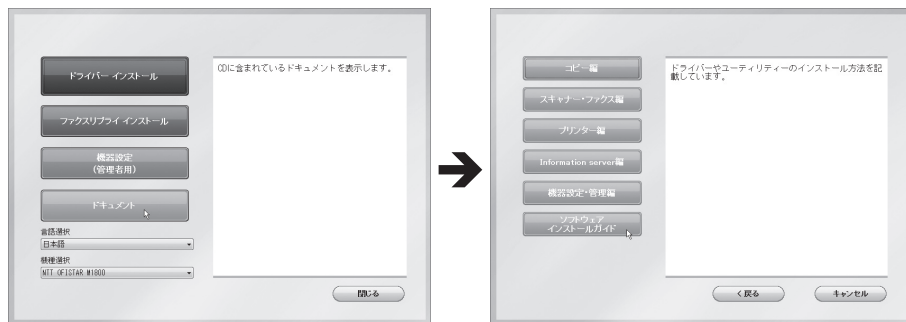 ドライバー インストール
ファクスリプライ インストール
機器設定
(管理者用)
ドキュメント
言語選択
日本語
機種選択
NTT OFISTAR M1800
CDに含まれているドキュメントを表示します。
閉じる
コピー編
スキャナー・ファクス編
プリンター編
Information server編
機器設定・管理編
ソフトウェア
インストールガイド
ドライバーやユーティリティーのインストール方法を記
載しています。
< 戻る
キャンセル